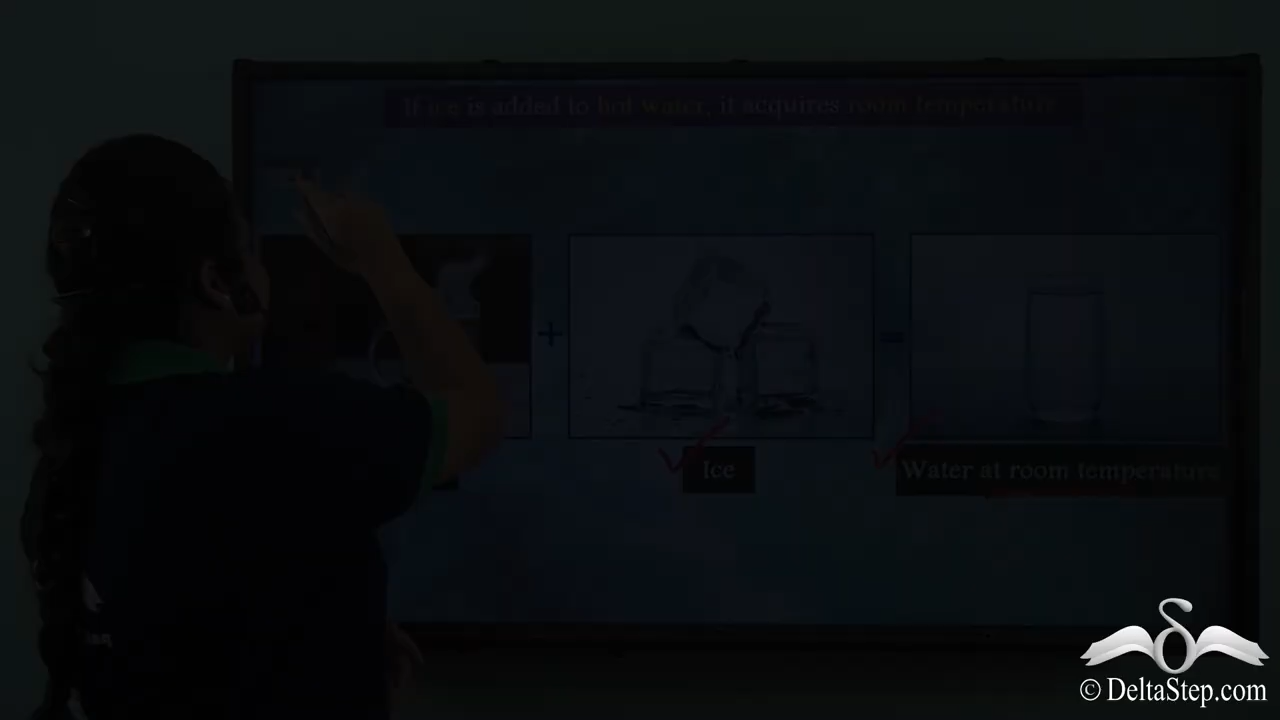 If ice is added to hot water, it acquires room temperature
+
=
Ice
Water at room temperature
© DeltaStep.com